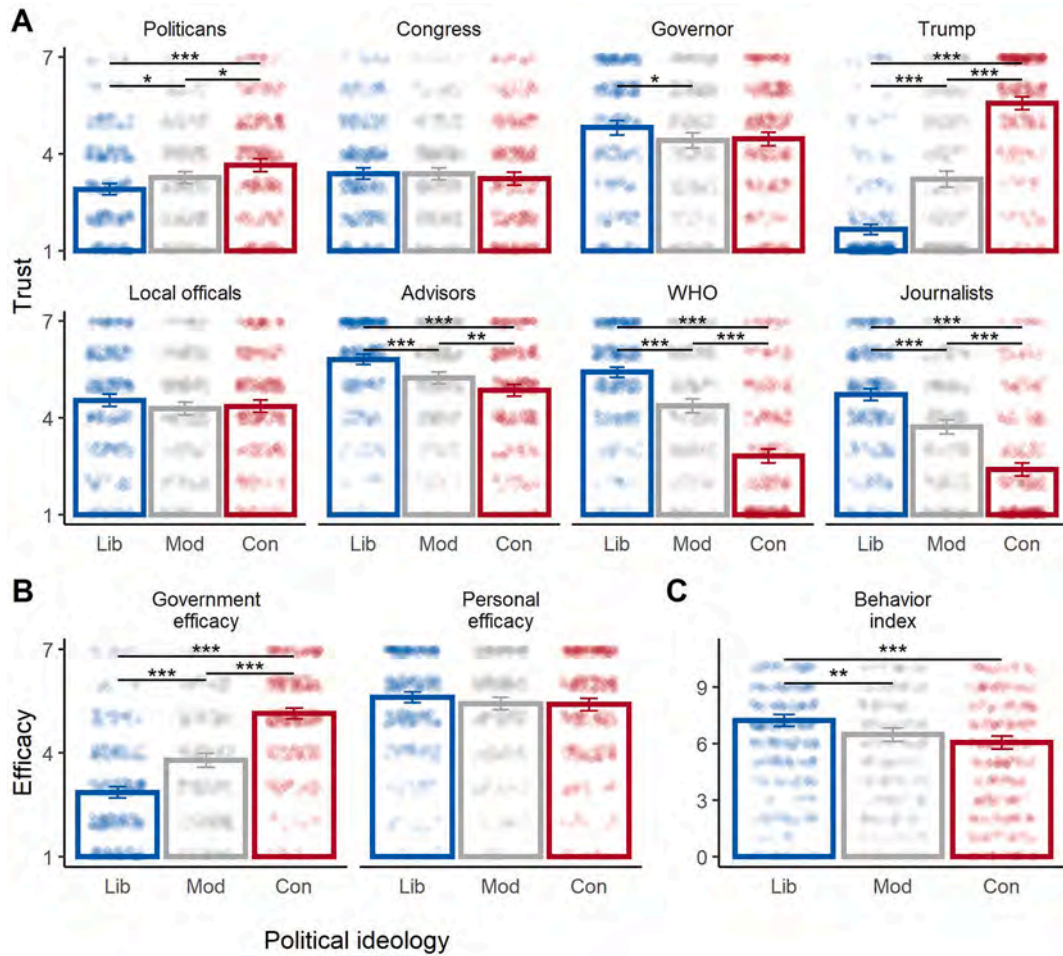 A
Politicans Congress Governor Trump
7 *** *** 
* * * *** ***
4
1
Trust
Local officals Advisors WHO Journalists
7 *** *** ***
*** ** *** *** *** ***
4
1
Lib Mod Con Lib Mod Con Lib Mod Con Lib Mod Con
B C
Government Personal Behavior
efficacy efficacy index
7 *** ***
*** *** **
Efficacy
4
1
9
6
3
0
Lib Mod Con Lib Mod Con Lib Mod Con
Political ideology